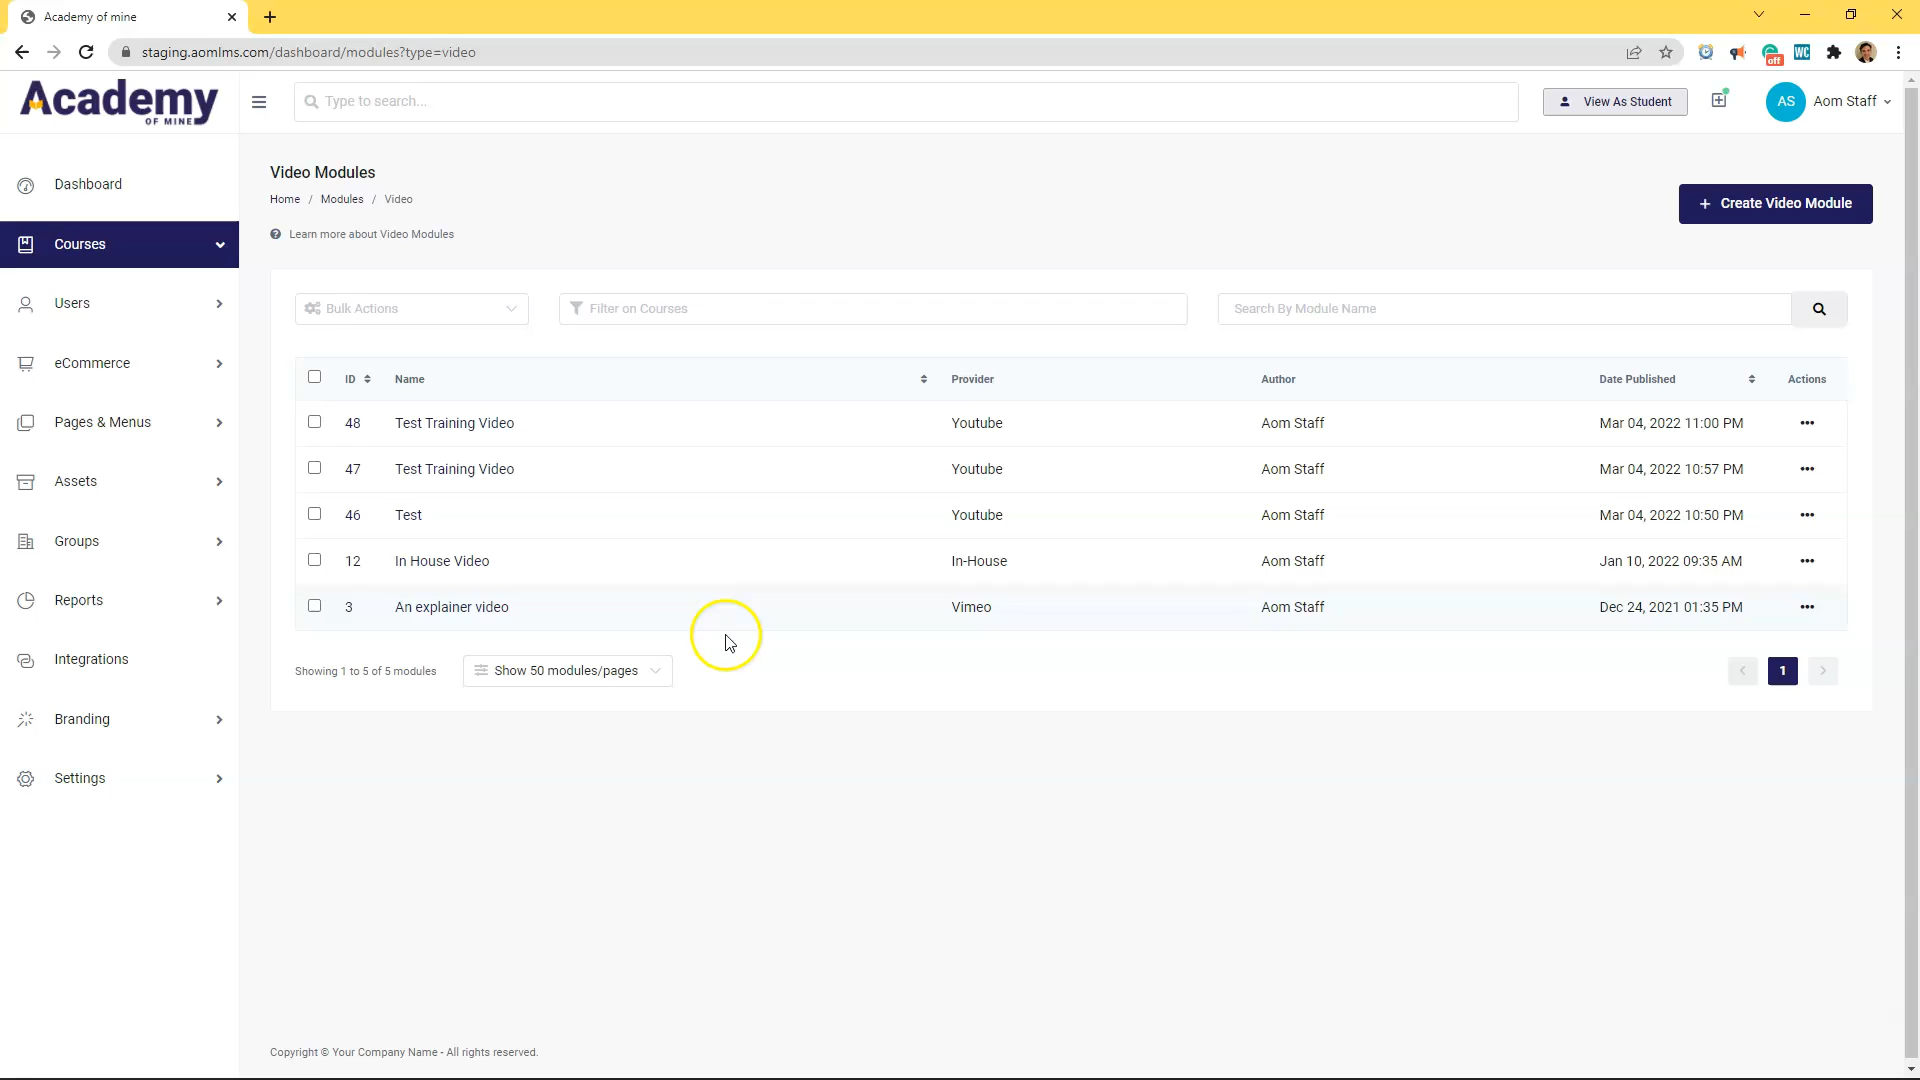 Academy of mine
staging.aomlms.com/dashboard/modules?type=video
off
WC
Academy
OF MINE
Type to search...
View As Student
AS
Aom Staff
Dashboard
Courses
Users
eCommerce
Pages & Menus
Assets
Groups
Reports
Integrations
Branding
Settings
Video Modules
Home / Modules / Video
Learn more about Video Modules
+ Create Video Module
Bulk Actions
Filter on Courses
Search By Module Name
ID Name Provider Author Date Published Actions
48 Test Training Video Youtube Aom Staff Mar 04, 2022 11:00 PM
47 Test Training Video Youtube Aom Staff Mar 04, 2022 10:57 PM
46 Test Youtube Aom Staff Mar 04, 2022 10:50 PM
12 In House Video In-House Aom Staff Jan 10, 2022 09:35 AM
3 An explainer video Vimeo Aom Staff Dec 24, 2021 01:35 PM
Showing 1 to 5 of 5 modules
Show 50 modules/pages
1
Copyright © Your Company Name - All rights reserved.